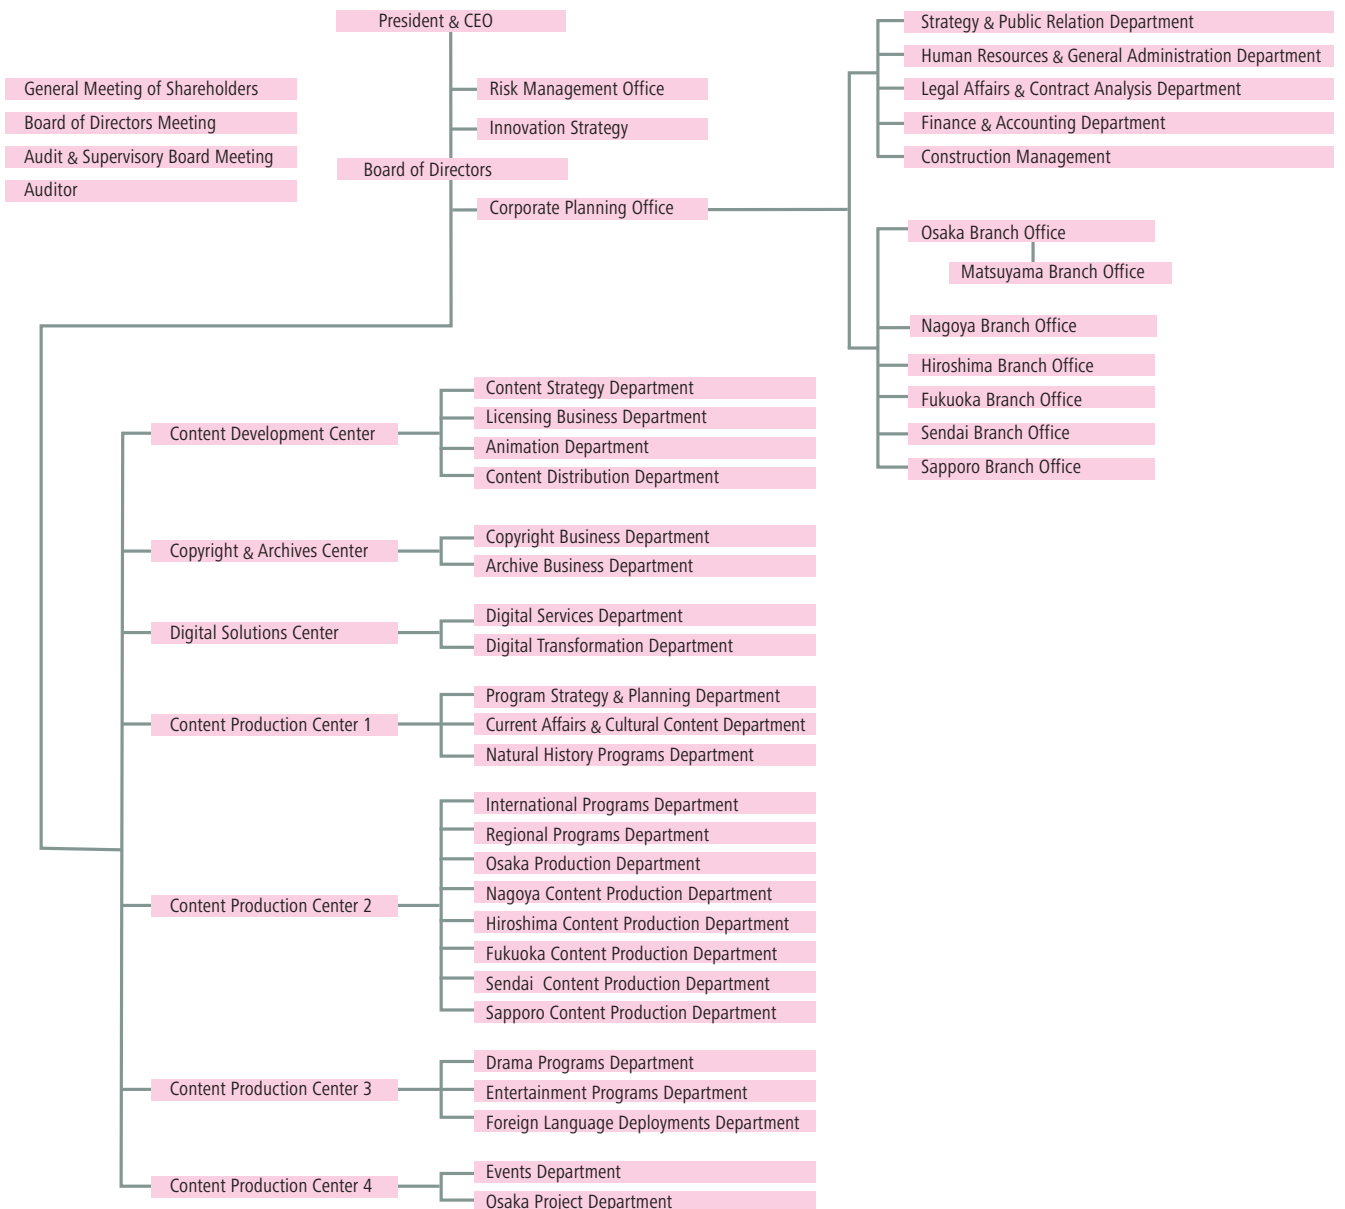 President & CEO
General Meeting of Shareholders
Board of Directors Meeting
Audit & Supervisory Board Meeting
Auditor
Risk Management Office
Innovation Strategy
Board of Directors
Corporate Planning Office
Strategy & Public Relation Department
Human Resources & General Administration Department
Legal Affairs & Contract Analysis Department
Finance & Accounting Department
Construction Management
Osaka Branch Office
Matsuyama Branch Office
Nagoya Branch Office
Hiroshima Branch Office
Fukuoka Branch Office
Sendai Branch Office
Sapporo Branch Office
Content Development Center
Content Strategy Department
Licensing Business Department
Animation Department
Content Distribution Department
Copyright & Archives Center
Copyright Business Department
Archive Business Department
Digital Solutions Center
Digital Services Department
Digital Transformation Department
Content Production Center 1
Program Strategy & Planning Department
Current Affairs & Cultural Content Department
Natural History Programs Department
Content Production Center 2
International Programs Department
Regional Programs Department
Osaka Production Department
Nagoya Content Production Department
Hiroshima Content Production Department
Fukuoka Content Production Department
Sendai  Content Production Department
Sapporo Content Production Department
Content Production Center 3
Drama Programs Department
Entertainment Programs Department
Foreign Language Deployments Department
Content Production Center 4
Events Department
Osaka Project Department